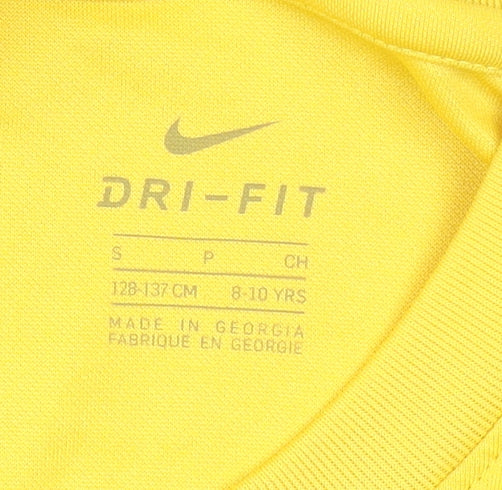 DRI-FIT
S P CH
128-137 CM 8-10 YRS
MADE IN GEORGIA
FABRIQUE EN GEORGIE